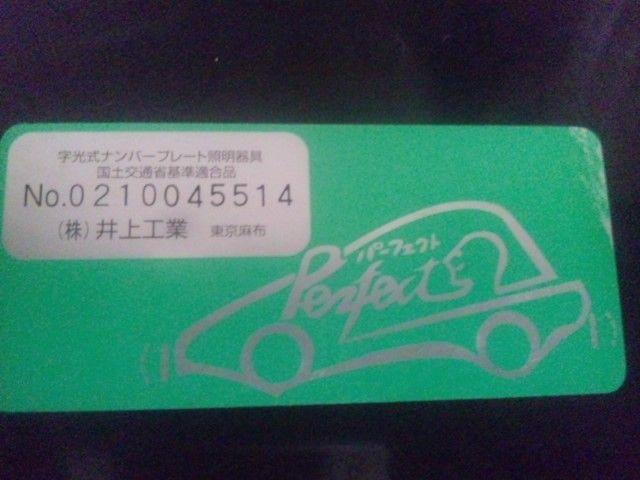 字光式ナンバープレート照明器具
国土交通省基準適合品
No.0210045514
(株) 井上工業 東京麻布
パーフェクト
Perfect